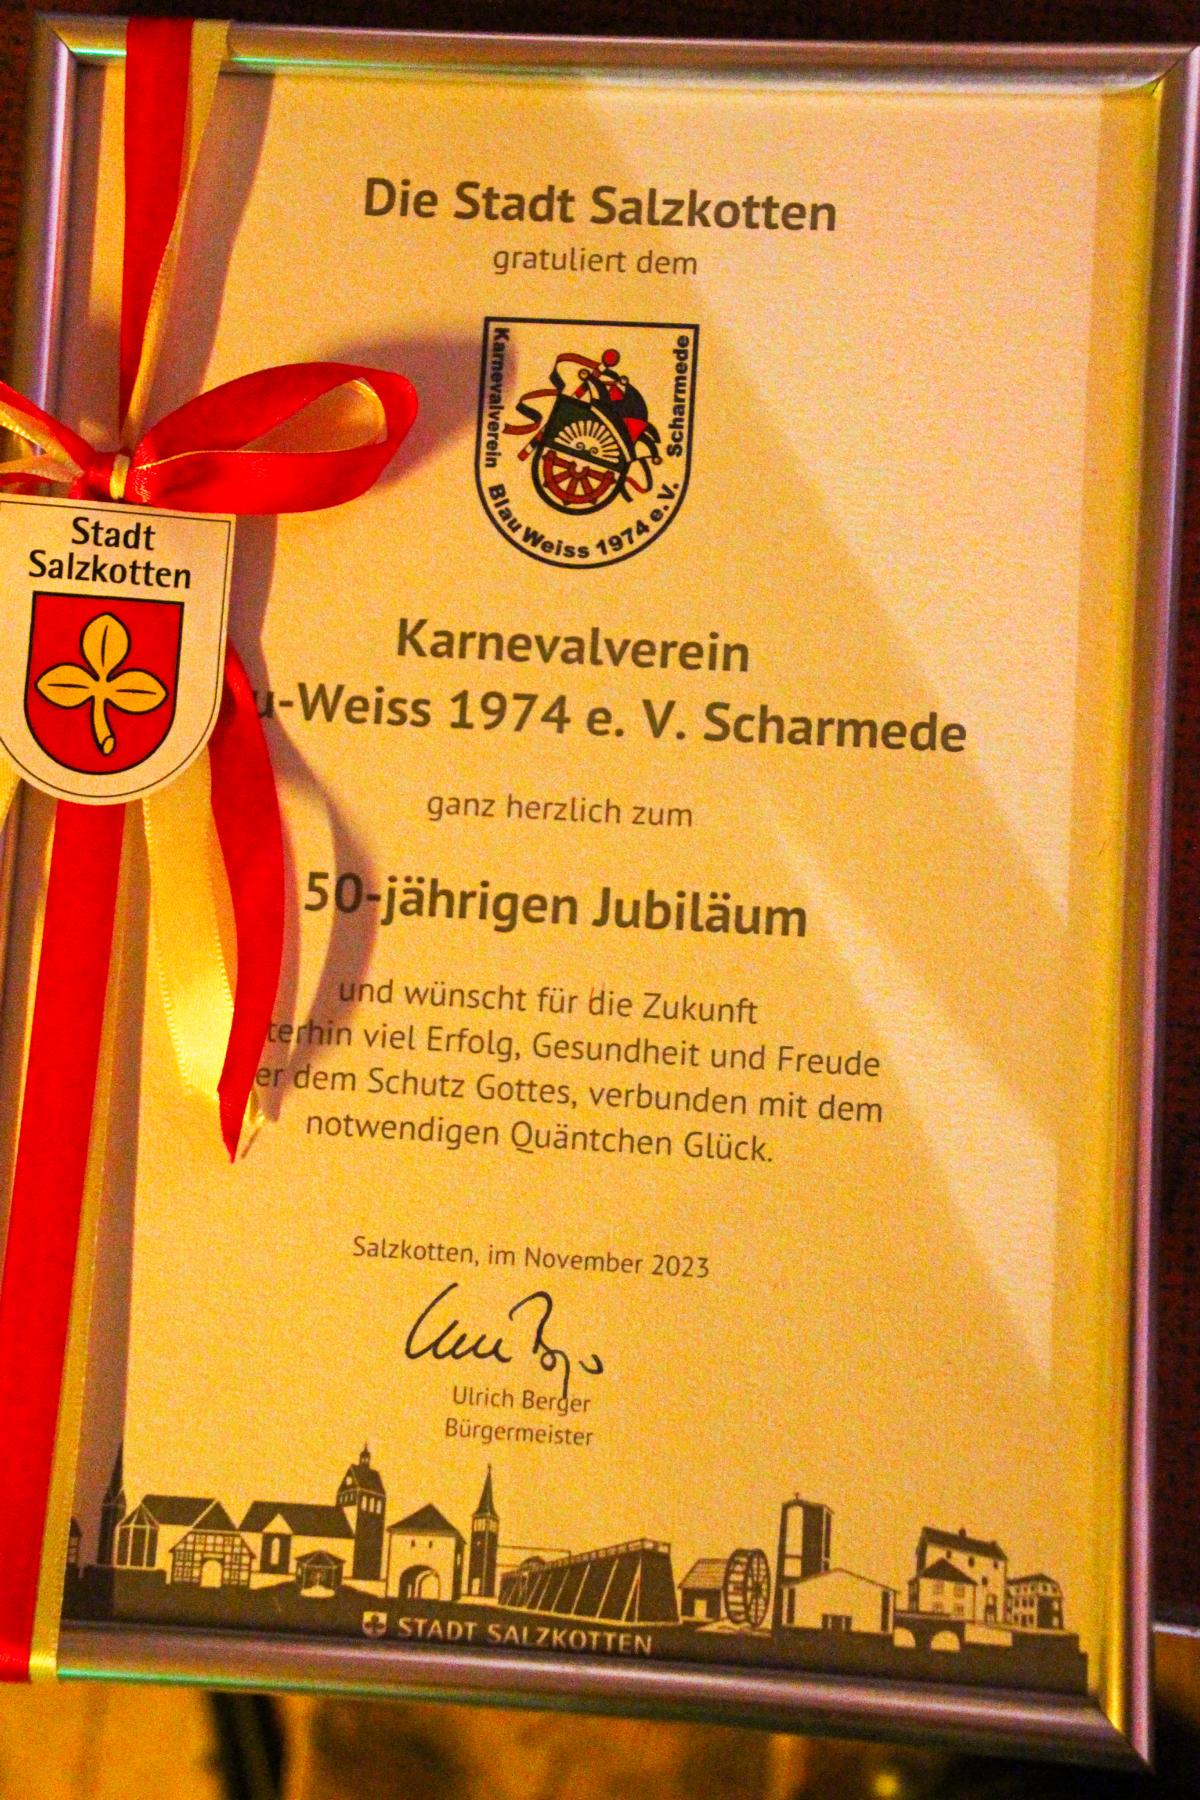 Die Stadt Salzkotten
gratuliert dem
Karnevalverein Blau Weiss 1974 e.V. Scharmede
Stadt
Salzkotten
Karnevalverein
u-Weiss 1974 e. V. Scharmede
ganz herzlich zum
50-jährigen Jubiläum
und wünscht für die Zukunft
terhin viel Erfolg, Gesundheit und Freude
er dem Schutz Gottes, verbunden mit dem
notwendigen Quäntchen Glück.
Salzkotten, im November 2023
Ulrich Berger
Bürgermeister
STADT SALZKOTTEN